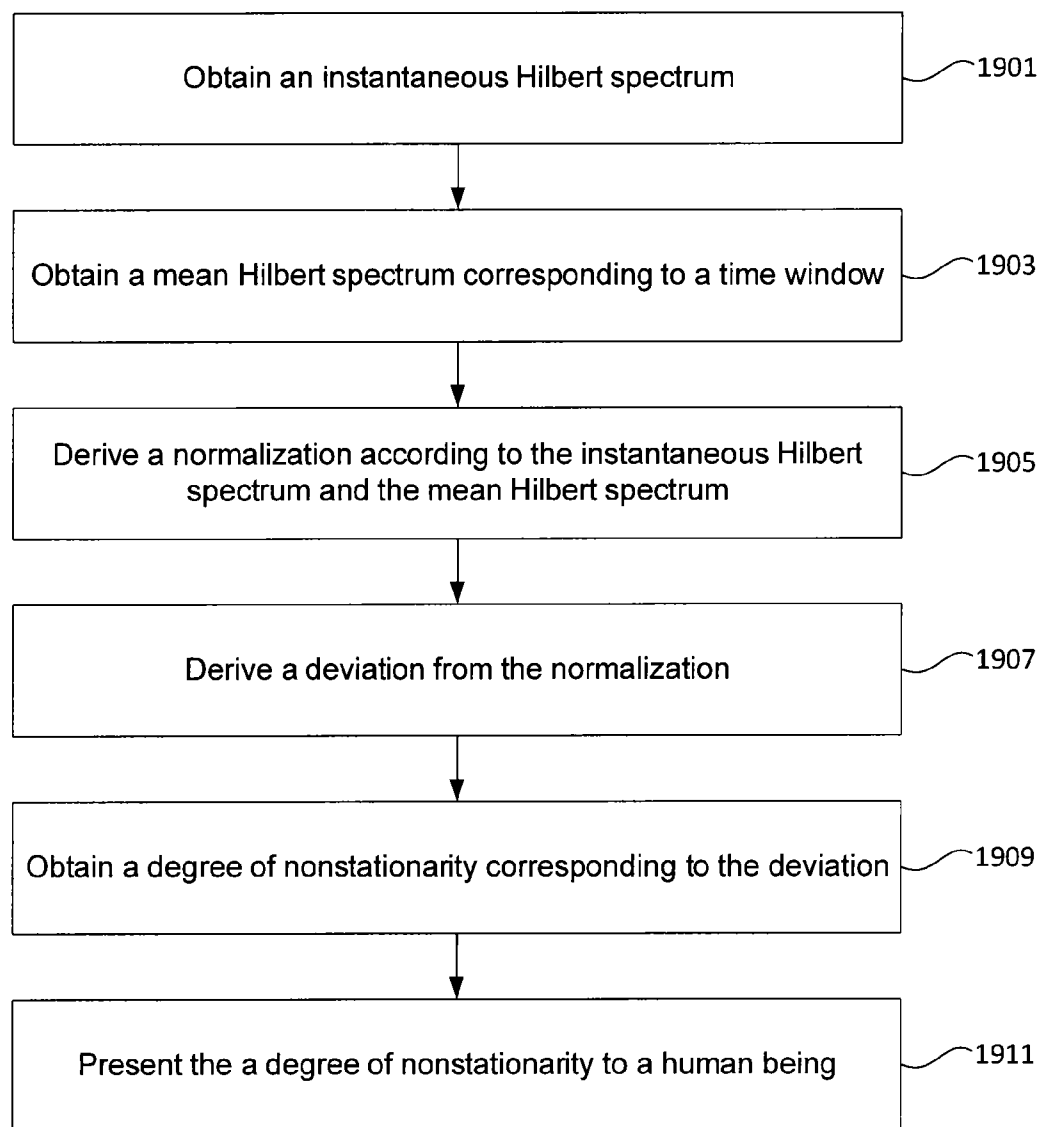 Obtain an instantaneous Hilbert spectrum
1901
Obtain a mean Hilbert spectrum corresponding to a time window
1903
Derive a normalization according to the instantaneous Hilbert
spectrum and the mean Hilbert spectrum
1905
Derive a deviation from the normalization
1907
Obtain a degree of nonstationarity corresponding to the deviation
1909
Present the a degree of nonstationarity to a human being
1911